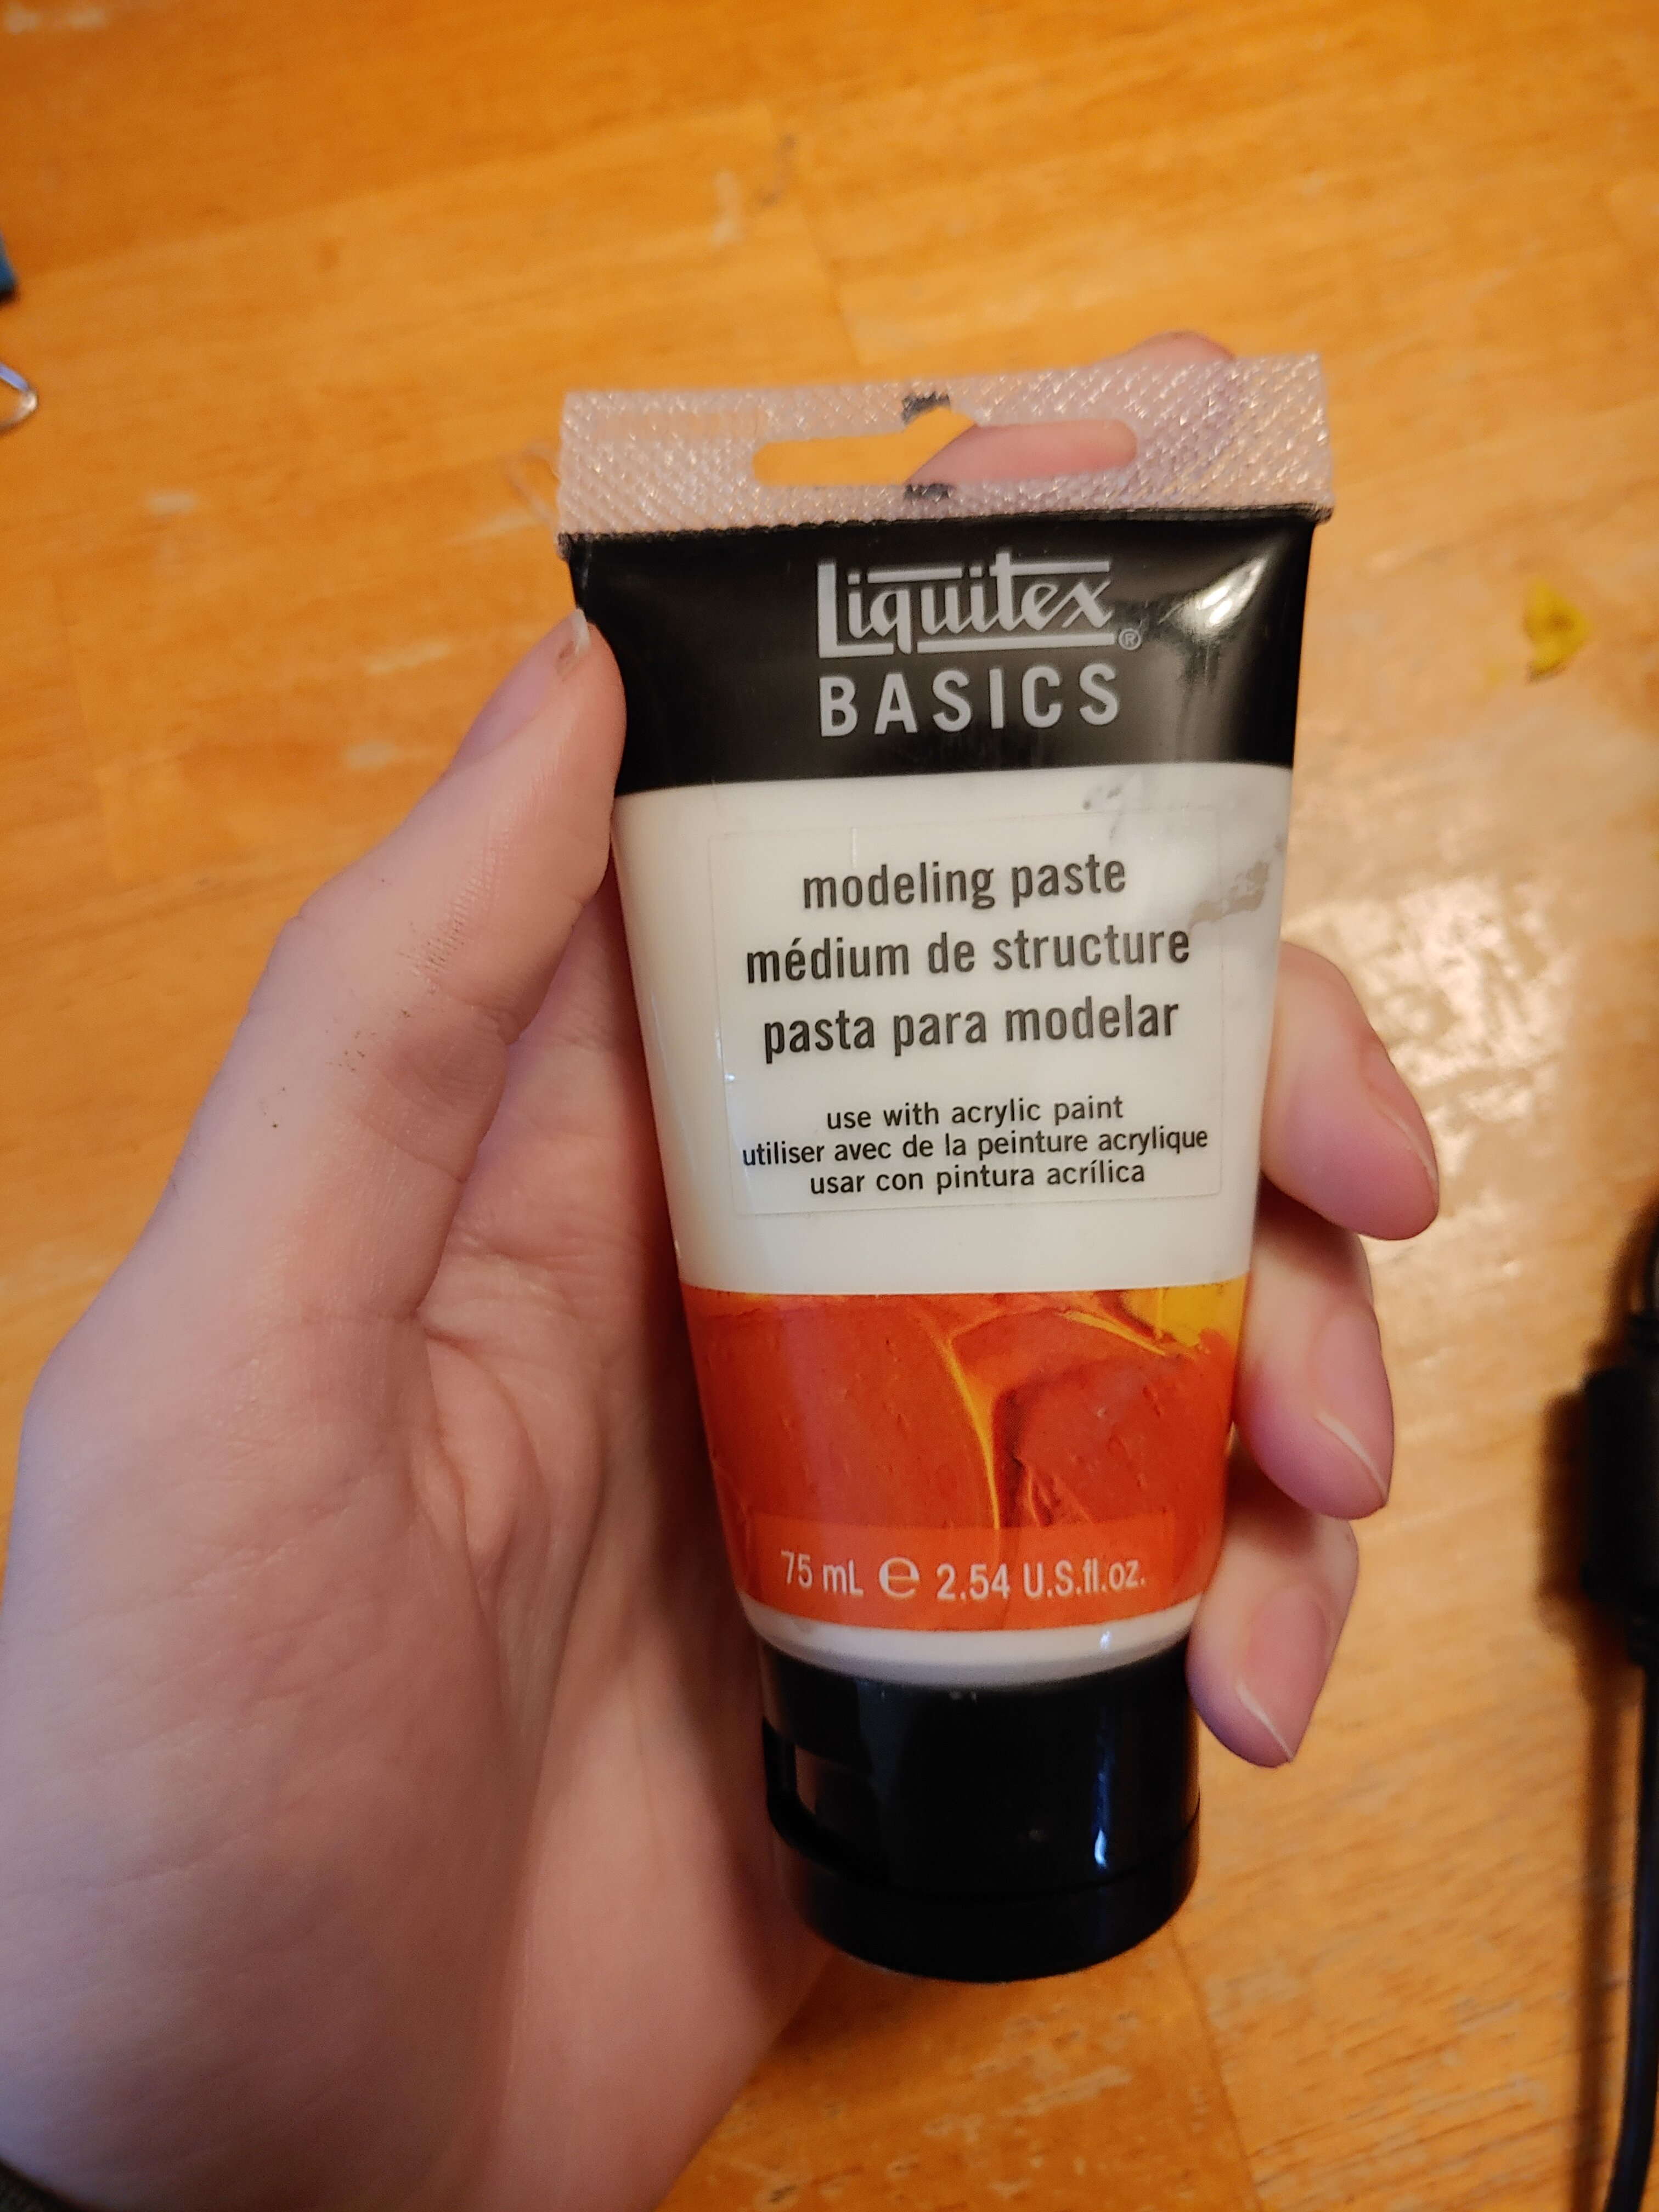 Liquitex®
BASICS
modeling paste
médium de structure
pasta para modelar
use with acrylic paint
utiliser avec de la peinture acrylique
usar con pintura acrílica
75 mL ℮ 2.54 U.S.fl.oz.